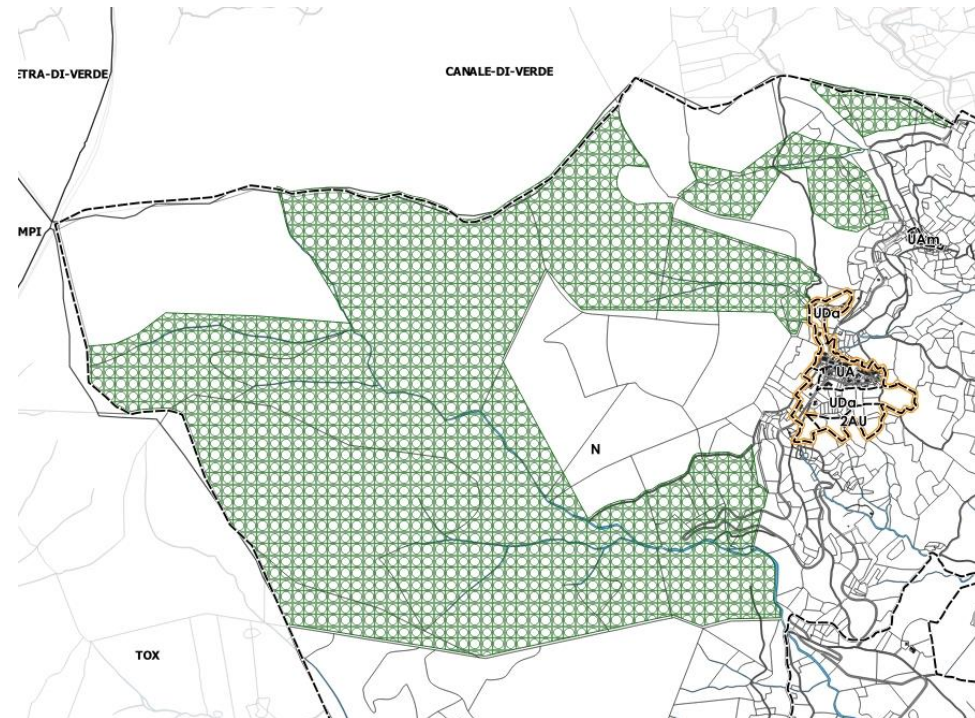 ETRA-DI-VERDE
CANALE-DI-VERDE
MPI
UAm
UDa
UA
UDa
2AU
N
TOX